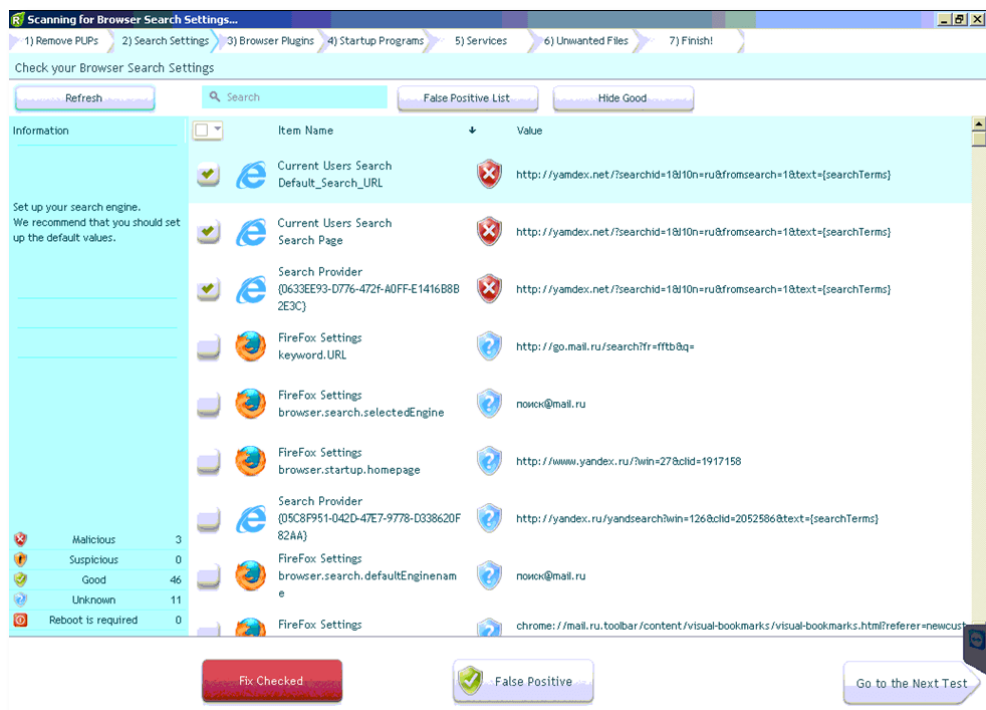 Scanning for Browser Search Settings...
1) Remove PUPs 2) Search Settings 3) Browser Plugins 4) Startup Programs 5) Services 6) Unwanted Files 7) Finish!
Check your Browser Search Settings
Refresh Search False Positive List Hide Good
Information
Set up your search engine.
We recommend that you should set
up the default values.
Malicious 3
Suspicious 0
Good 46
Unknown 11
Reboot is required 0
Item Name Value
Current Users Search
Default_Search_URL
http://yamdex.net/?searchid=1&l10n=ru&fromsearch=1&text={searchTerms}
Current Users Search
Search Page
http://yamdex.net/?searchid=1&l10n=ru&fromsearch=1&text={searchTerms}
Search Provider
{0633EE93-D776-472f-A0FF-E1416B8B
2E3C}
http://yamdex.net/?searchid=1&l10n=ru&fromsearch=1&text={searchTerms}
FireFox Settings
keyword.URL
http://go.mail.ru/search?fr=fftb&q=
FireFox Settings
browser.search.selectedEngine
поиск@mail.ru
FireFox Settings
browser.startup.homepage
http://www.yandex.ru/?win=27&clid=1917158
Search Provider
{05C8F951-042D-47E7-9778-D338620F
82AA}
http://yandex.ru/yandsearch?win=126&clid=2052586&text={searchTerms}
FireFox Settings
browser.search.defaultEnginenam
e
поиск@mail.ru
FireFox Settings
chrome://mail.ru.toolbar/content/visual-bookmarks/visual-bookmarks.html?referer=newcust
Fix Checked False Positive Go to the Next Test